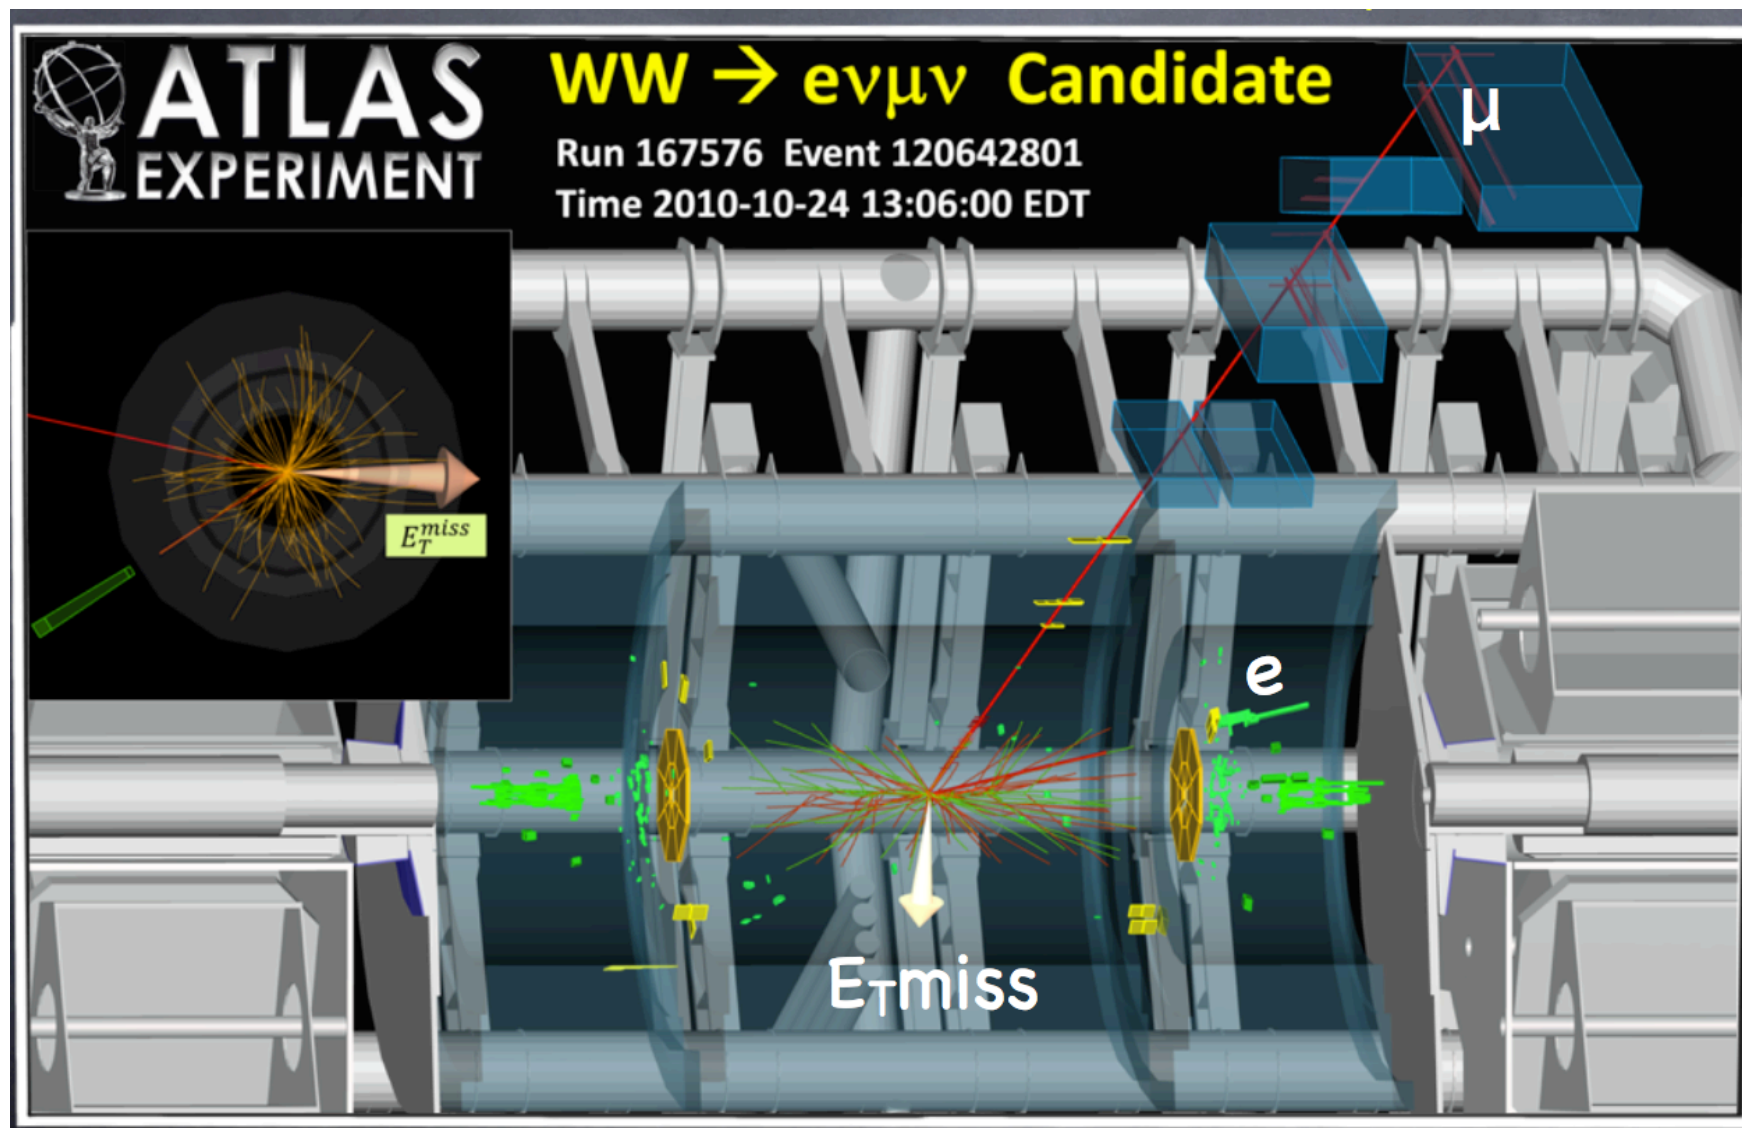 ATLAS
EXPERIMENT
WW → eνμν Candidate
Run 167576 Event 120642801
Time 2010-10-24 13:06:00 EDT
μ
E_T^miss
e
E_Tmiss